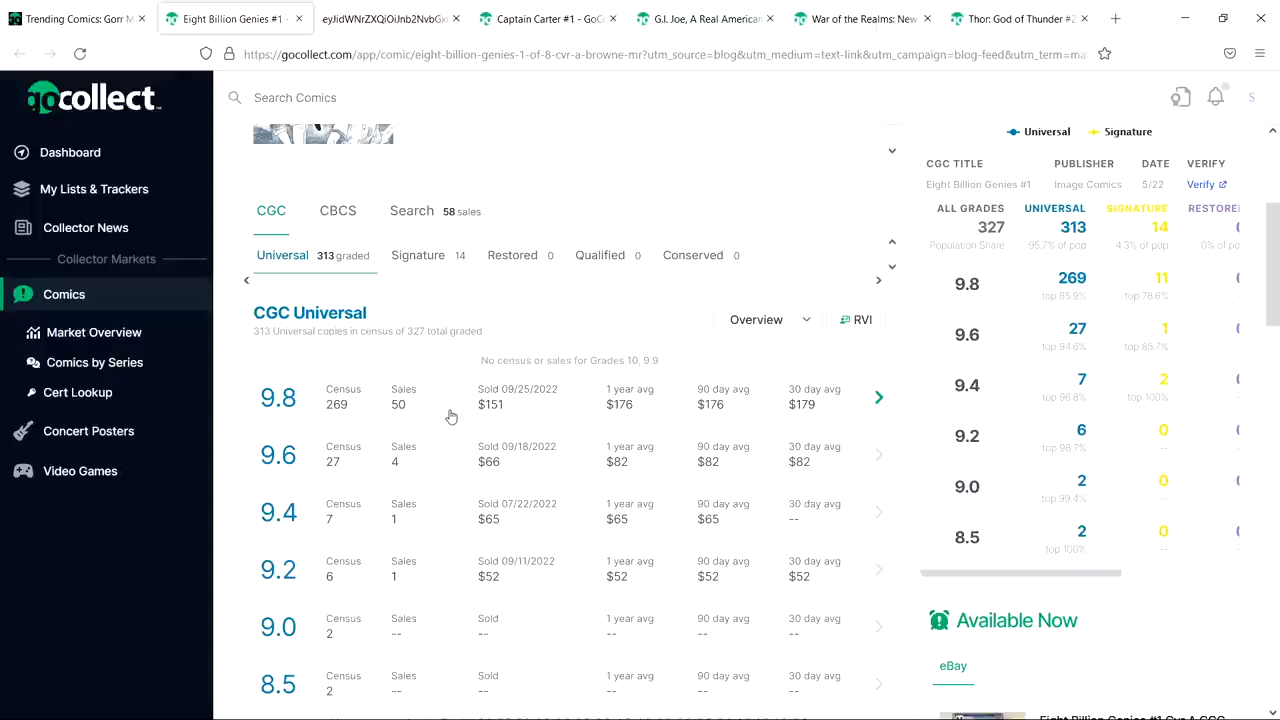 Trending Comics: Gorr M
Eight Billion Genies #1 -
eyJidWNrZXQiOiJnb2NvbGx
Captain Carter #1 - GoCo
G.I. Joe, A Real American
War of the Realms: New
Thor: God of Thunder #2
https://gocollect.com/app/comic/eight-billion-genies-1-of-8-cvr-a-browne-mr?utm_source=blog&utm_medium=text-link&utm_campaign=blog-feed&utm_term=ma
gocollect
Search Comics
S
Dashboard
My Lists & Trackers
Collector News
Collector Markets
Comics
Market Overview
Comics by Series
Cert Lookup
Concert Posters
Video Games
CGC CBCS Search 58 sales
Universal 313 graded Signature 14 Restored 0 Qualified 0 Conserved 0
CGC Universal
313 Universal copies in census of 327 total graded
Overview RVI
No census or sales for Grades 10, 9.9
9.8 Census Sales Sold 09/25/2022 1 year avg 90 day avg 30 day avg
269 50 $151 $176 $176 $179
9.6 Census Sales Sold 09/18/2022 1 year avg 90 day avg 30 day avg
27 4 $66 $82 $82 $82
9.4 Census Sales Sold 07/22/2022 1 year avg 90 day avg 30 day avg
7 1 $65 $65 $65 --
9.2 Census Sales Sold 09/11/2022 1 year avg 90 day avg 30 day avg
6 1 $52 $52 $52 $52
9.0 Census Sales Sold 1 year avg 90 day avg 30 day avg
2 -- -- -- -- --
8.5 Census Sales Sold 1 year avg 90 day avg 30 day avg
2 -- -- -- -- --
Universal Signature
CGC TITLE PUBLISHER DATE VERIFY
Eight Billion Genies #1 Image Comics 5/22 Verify
ALL GRADES UNIVERSAL SIGNATURE RESTORE
327 313 14
Population Share 95.7% of pop 4.3% of pop 0% of po
9.8 269 11
top 85.9% top 78.6% --
9.6 27 1
top 94.6% top 85.7% --
9.4 7 2
top 96.8% top 100% --
9.2 6 0
top 98.7% -- --
9.0 2 0
top 99.4% -- --
8.5 2 0
top 100% -- --
Available Now
eBay
Eight Billion Genies #1 Cvr A CGC